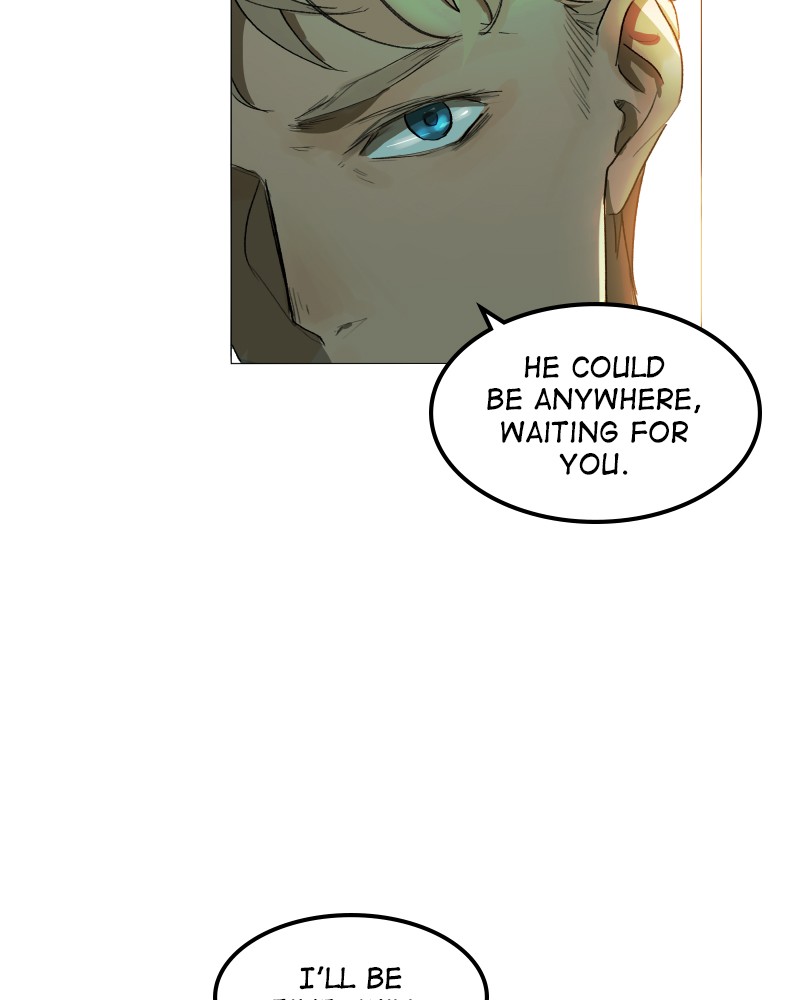 HE COULD
BE ANYWHERE,
WAITING FOR
YOU.
I'LL BE